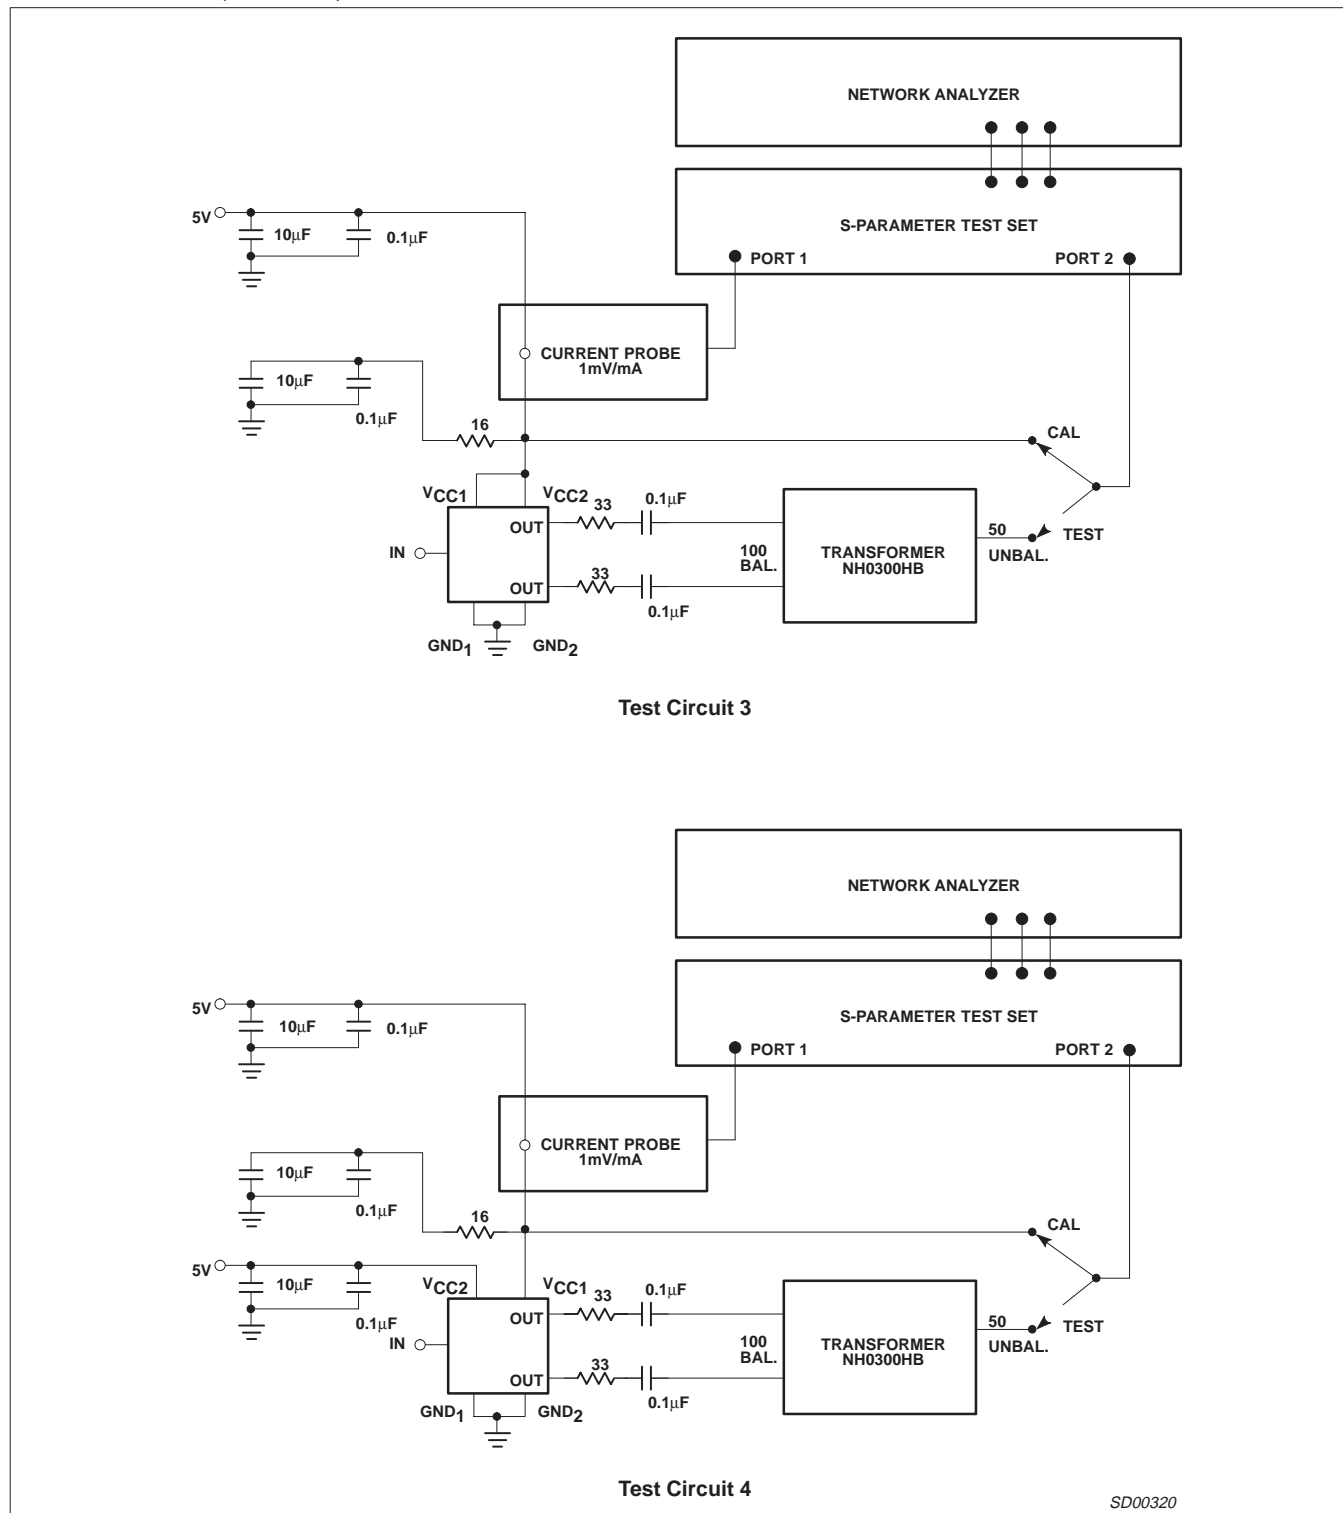 NETWORK ANALYZER
S-PARAMETER TEST SET
5V
10μF
0.1μF
PORT 1
PORT 2
CURRENT PROBE
1mV/mA
10μF
0.1μF
16
CAL
VCC1
VCC2
33
0.1μF
OUT
IN
100
BAL.
TRANSFORMER
NH0300HB
50
UNBAL.
TEST
OUT
33
0.1μF
GND1
GND2
Test Circuit 3
NETWORK ANALYZER
S-PARAMETER TEST SET
5V
10μF
0.1μF
PORT 1
PORT 2
CURRENT PROBE
1mV/mA
10μF
0.1μF
16
CAL
5V
10μF
0.1μF
VCC2
VCC1
33
0.1μF
OUT
IN
100
BAL.
TRANSFORMER
NH0300HB
50
UNBAL.
TEST
OUT
33
0.1μF
GND1
GND2
Test Circuit 4
SD00320